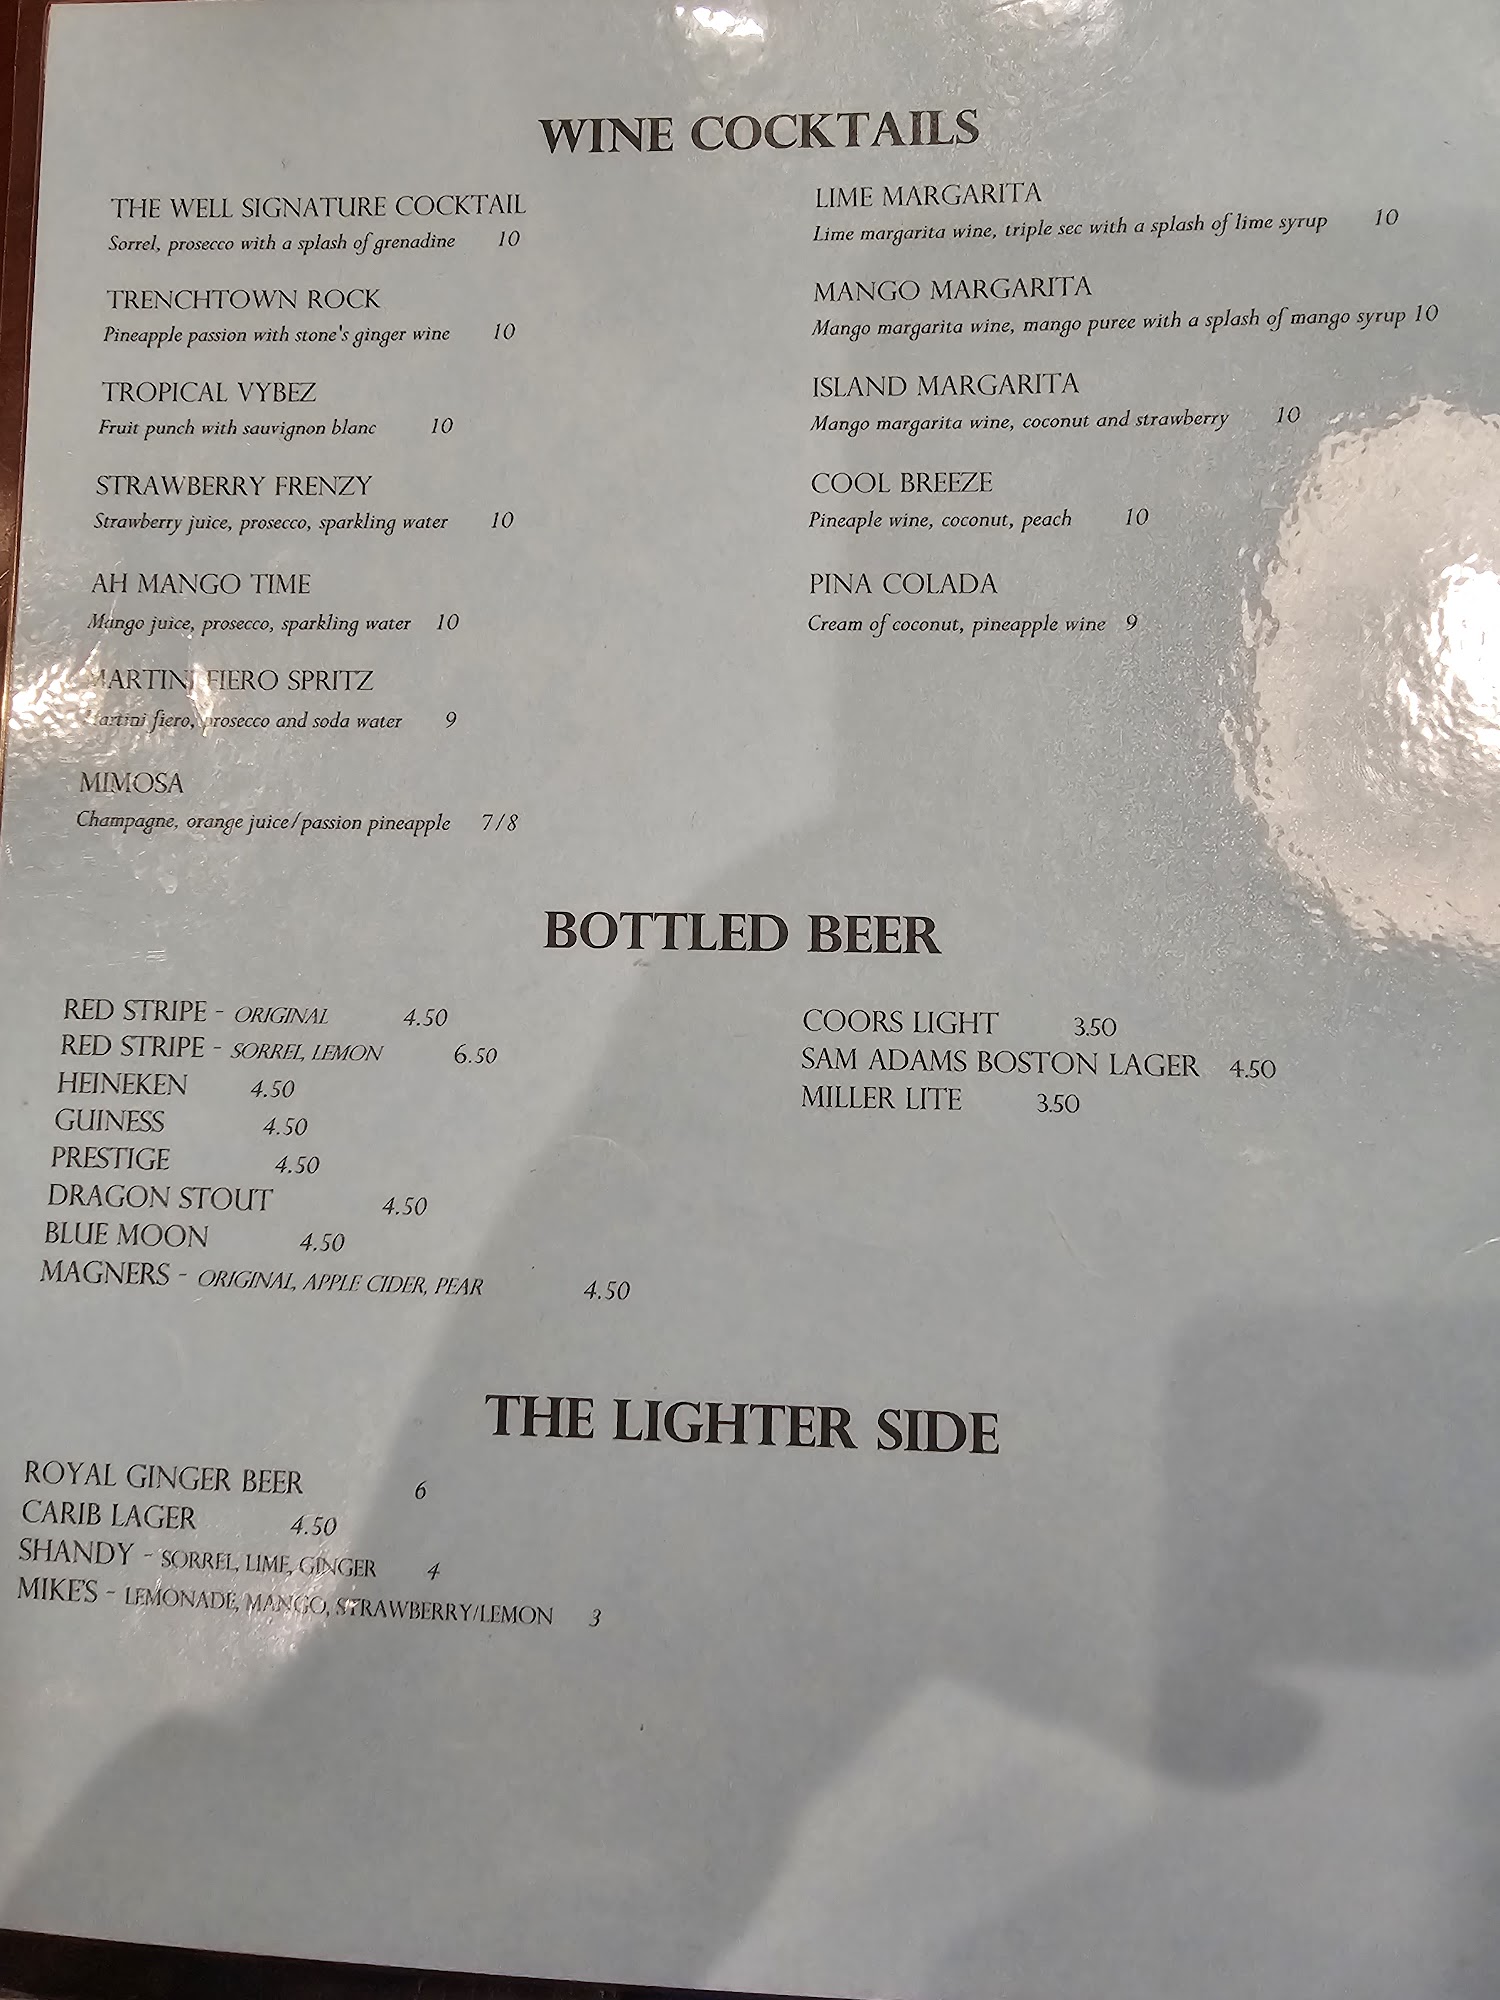 WINE COCKTAILS
THE WELL SIGNATURE COCKTAIL
Sorrel, prosecco with a splash of grenadine 10
TRENCHTOWN ROCK
Pineapple passion with stone's ginger wine 10
TROPICAL VYBEZ
Fruit punch with sauvignon blanc 10
STRAWBERRY FRENZY
Strawberry juice, prosecco, sparkling water 10
AH MANGO TIME
Mango juice, prosecco, sparkling water 10
MARTINI FIERO SPRITZ
Martini fiero, prosecco and soda water 9
MIMOSA
Champagne, orange juice/passion pineapple 7/8
LIME MARGARITA
Lime margarita wine, triple sec with a splash of lime syrup 10
MANGO MARGARITA
Mango margarita wine, mango puree with a splash of mango syrup 10
ISLAND MARGARITA
Mango margarita wine, coconut and strawberry 10
COOL BREEZE
Pineaple wine, coconut, peach 10
PINA COLADA
Cream of coconut, pineapple wine 9
BOTTLED BEER
RED STRIPE - ORIGINAL 4.50
RED STRIPE - SORREL, LEMON 6.50
HEINEKEN 4.50
GUINESS 4.50
PRESTIGE 4.50
DRAGON STOUT 4.50
BLUE MOON 4.50
MAGNERS - ORIGINAL, APPLE CIDER, PEAR 4.50
COORS LIGHT 3.50
SAM ADAMS BOSTON LAGER 4.50
MILLER LITE 3.50
THE LIGHTER SIDE
ROYAL GINGER BEER 6
CARIB LAGER 4.50
SHANDY - SORREL, LIME, GINGER 4
MIKE'S - LEMONADE, MANGO, STRAWBERRY/LEMON 3